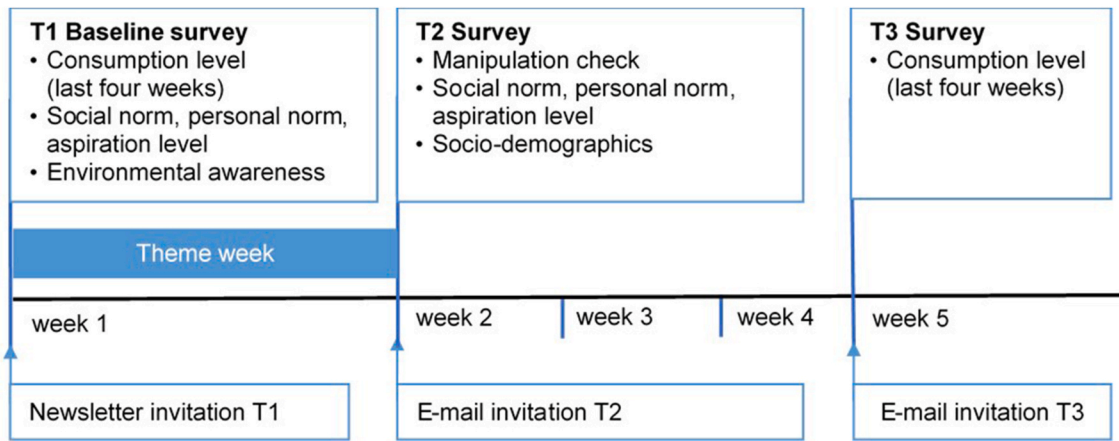 T1 Baseline survey
• Consumption level
(last four weeks)
• Social norm, personal norm,
aspiration level
• Environmental awareness
T2 Survey
• Manipulation check
• Social norm, personal norm,
aspiration level
• Socio-demographics
T3 Survey
• Consumption level
(last four weeks)
Theme week
week 1
week 2
week 3
week 4
week 5
Newsletter invitation T1
E-mail invitation T2
E-mail invitation T3